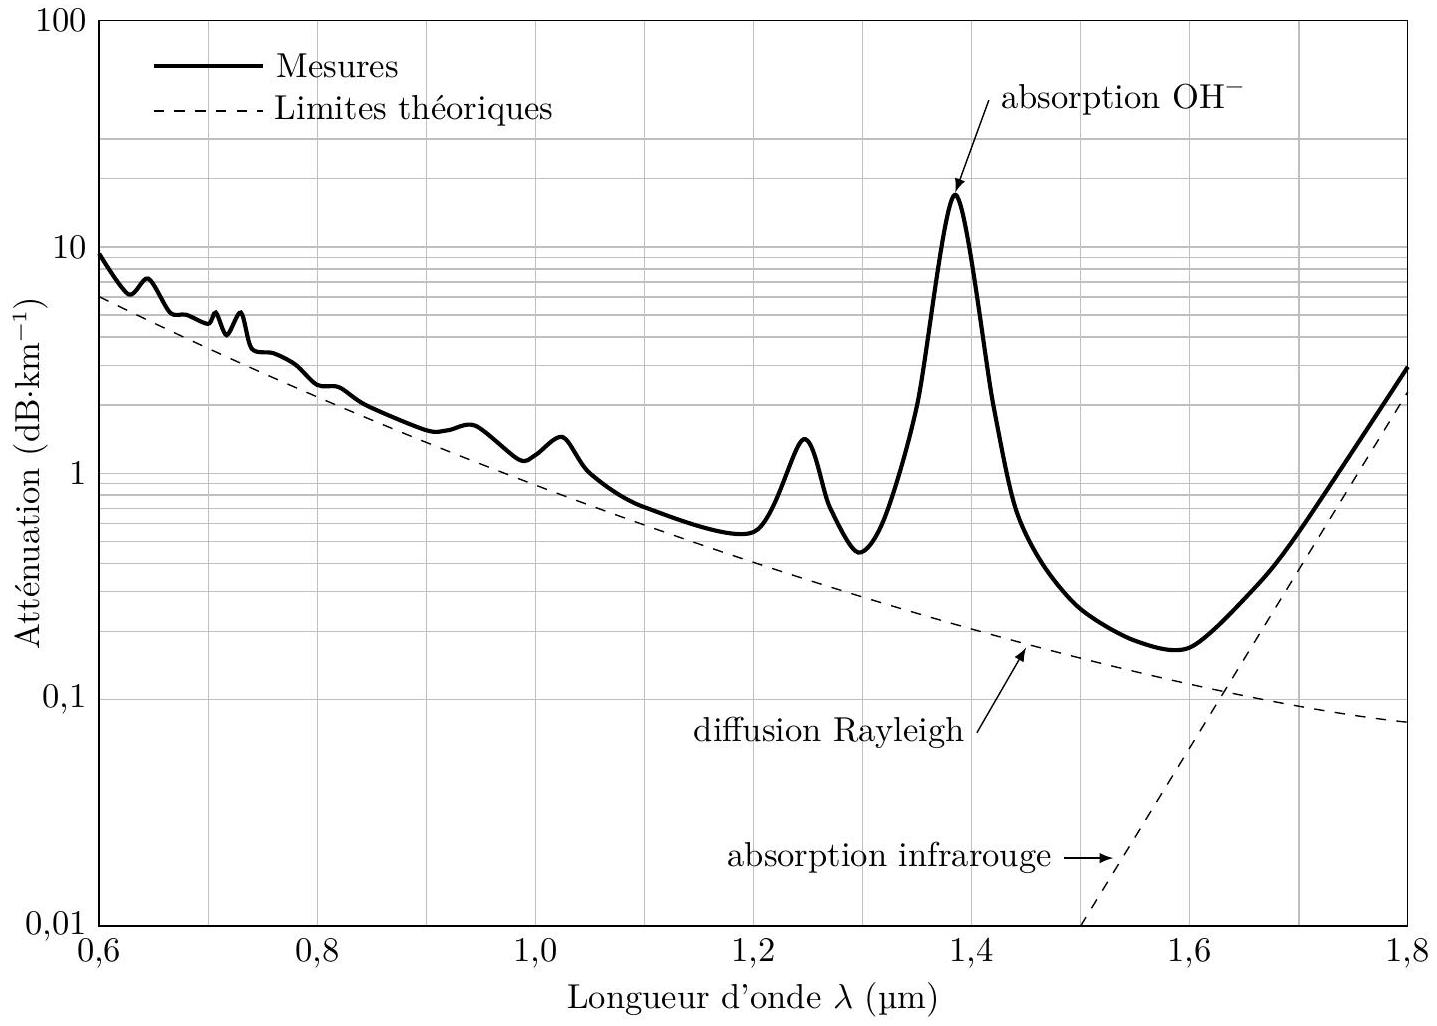 100
Mesures
Limites théoriques
absorption OH⁻
10
1
Atténuation (dB·km⁻¹)
0,1
diffusion Rayleigh
absorption infrarouge
0,01
0,6 0,8 1,0 1,2 1,4 1,6 1,8
Longueur d'onde λ (µm)